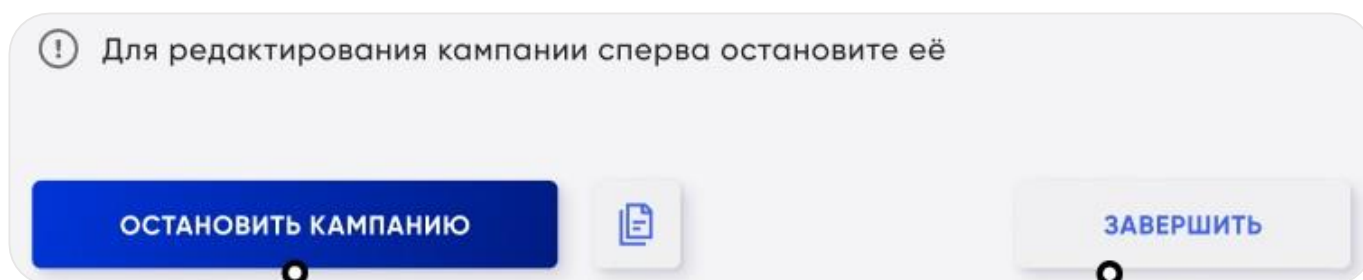 Для редактирования кампании сперва остановите её
ОСТАНОВИТЬ КАМПАНИЮ
ЗАВЕРШИТЬ